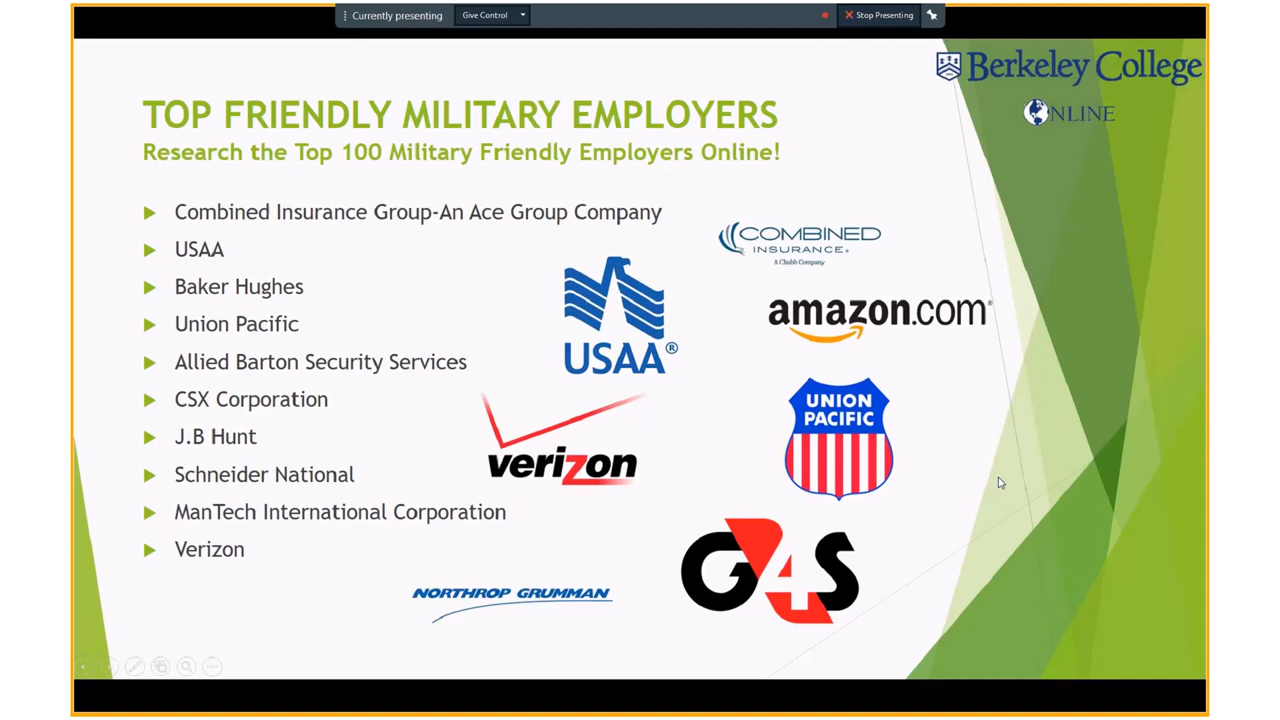 Currently presenting
Give Control
Stop Presenting
Berkeley College
ONLINE
TOP FRIENDLY MILITARY EMPLOYERS
Research the Top 100 Military Friendly Employers Online!
Combined Insurance Group-An Ace Group Company
USAA
Baker Hughes
Union Pacific
Allied Barton Security Services
CSX Corporation
J.B Hunt
Schneider National
ManTech International Corporation
Verizon
COMBINED
INSURANCE®
A Chubb Company
USAA®
amazon.com®
verizon
UNION
PACIFIC
G4S
NORTHROP GRUMMAN